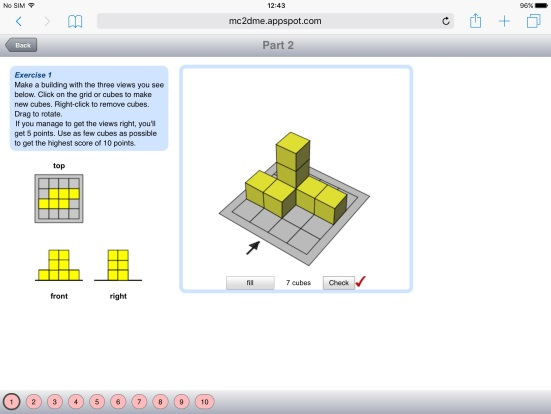 No SIM
12:43
96%
mc2dme.appspot.com
Back
Part 2
Exercise 1
Make a building with the three views you see
below. Click on the grid or cubes to make
new cubes. Right-click to remove cubes.
Drag to rotate.
If you manage to get the views right, you'll
get 5 points. Use as few cubes as possible
to get the highest score of 10 points.
top
front
right
fill
7 cubes
Check
1 2 3 4 5 6 7 8 9 10